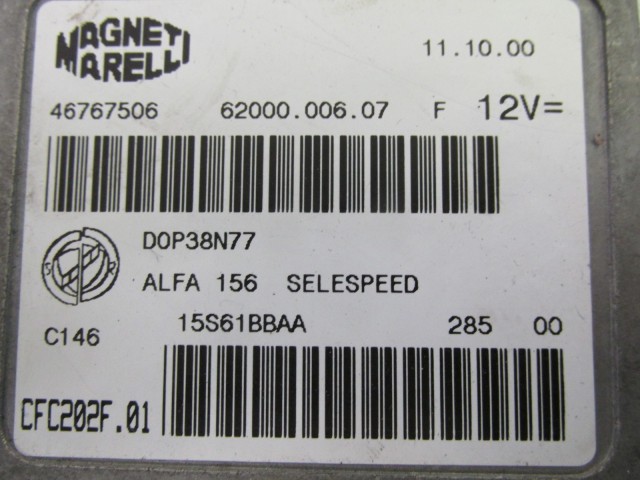 MAGNETI MARELLI
11.10.00
46767506 62000.006.07 F 12V=
D0P38N77
S R
ALFA 156 SELESPEED
C146 15S61BBAA 285 00
CFC202F.01